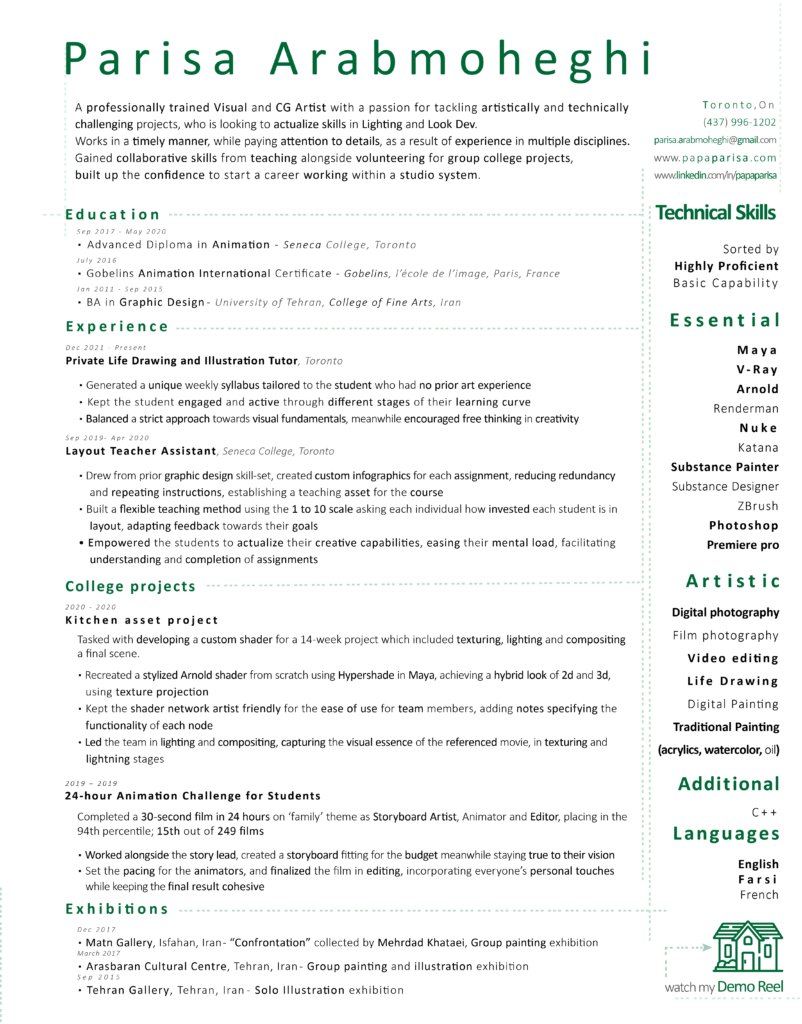 Parisa Arabmoheghi
A professionally trained Visual and CG Artist with a passion for tackling artistically and technically
challenging projects, who is looking to actualize skills in Lighting and Look Dev.
Works in a timely manner, while paying attention to details, as a result of experience in multiple disciplines.
Gained collaborative skills from teaching alongside volunteering for group college projects,
built up the confidence to start a career working within a studio system.
Toronto,On
(437) 996-1202
parisa.arabmoheghi@gmail.com
www.papaparisa.com
www.linkedin.com/in/papaparisa
Education
Sep 2017 - May 2020
• Advanced Diploma in Animation - Seneca College, Toronto
July 2016
• Gobelins Animation International Certificate - Gobelins, l'école de l'image, Paris, France
Jan 2011 - Sep 2015
• BA in Graphic Design - University of Tehran, College of Fine Arts, Iran
Experience
Dec 2021 - Present
Private Life Drawing and Illustration Tutor, Toronto
• Generated a unique weekly syllabus tailored to the student who had no prior art experience
• Kept the student engaged and active through different stages of their learning curve
• Balanced a strict approach towards visual fundamentals, meanwhile encouraged free thinking in creativity
Sep 2019- Apr 2020
Layout Teacher Assistant, Seneca College, Toronto
• Drew from prior graphic design skill-set, created custom infographics for each assignment, reducing redundancy
and repeating instructions, establishing a teaching asset for the course
• Built a flexible teaching method using the 1 to 10 scale asking each individual how invested each student is in
layout, adapting feedback towards their goals
• Empowered the students to actualize their creative capabilities, easing their mental load, facilitating
understanding and completion of assignments
College projects
2020 - 2020
Kitchen asset project
Tasked with developing a custom shader for a 14-week project which included texturing, lighting and compositing
a final scene.
• Recreated a stylized Arnold shader from scratch using Hypershade in Maya, achieving a hybrid look of 2d and 3d,
using texture projection
• Kept the shader network artist friendly for the ease of use for team members, adding notes specifying the
functionality of each node
• Led the team in lighting and compositing, capturing the visual essence of the referenced movie, in texturing and
lightning stages
2019 – 2019
24-hour Animation Challenge for Students
Completed a 30-second film in 24 hours on 'family' theme as Storyboard Artist, Animator and Editor, placing in the
94th percentile; 15th out of 249 films
• Worked alongside the story lead, created a storyboard fitting for the budget meanwhile staying true to their vision
• Set the pacing for the animators, and finalized the film in editing, incorporating everyone's personal touches
while keeping the final result cohesive
Exhibitions
Dec 2017
• Matn Gallery, Isfahan, Iran- "Confrontation" collected by Mehrdad Khataei, Group painting exhibition
March 2017
• Arasbaran Cultural Centre, Tehran, Iran- Group painting and illustration exhibition
Sep 2015
• Tehran Gallery, Tehran, Iran- Solo Illustration exhibition
Technical Skills
Sorted by
Highly Proficient
Basic Capability
Essential
Maya
V-Ray
Arnold
Renderman
Nuke
Katana
Substance Painter
Substance Designer
ZBrush
Photoshop
Premiere pro
Artistic
Digital photography
Film photography
Video editing
Life Drawing
Digital Painting
Traditional Painting
(acrylics, watercolor, oil)
Additional
C++
Languages
English
Farsi
French
watch my Demo Reel